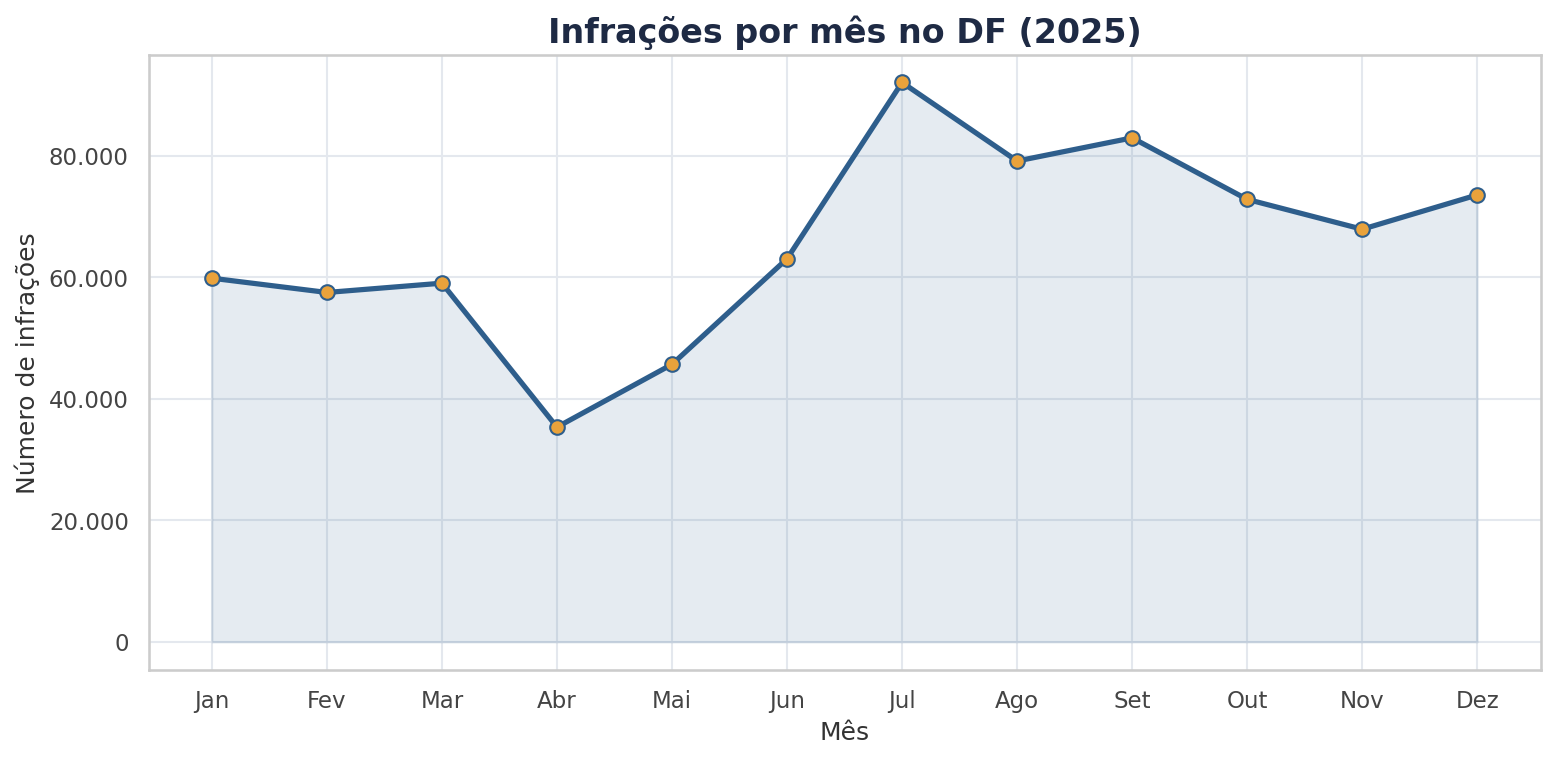 Infrações por mês no DF (2025)
Número de infrações
80.000
60.000
40.000
20.000
0
Jan Fev Mar Abr Mai Jun Jul Ago Set Out Nov Dez
Mês